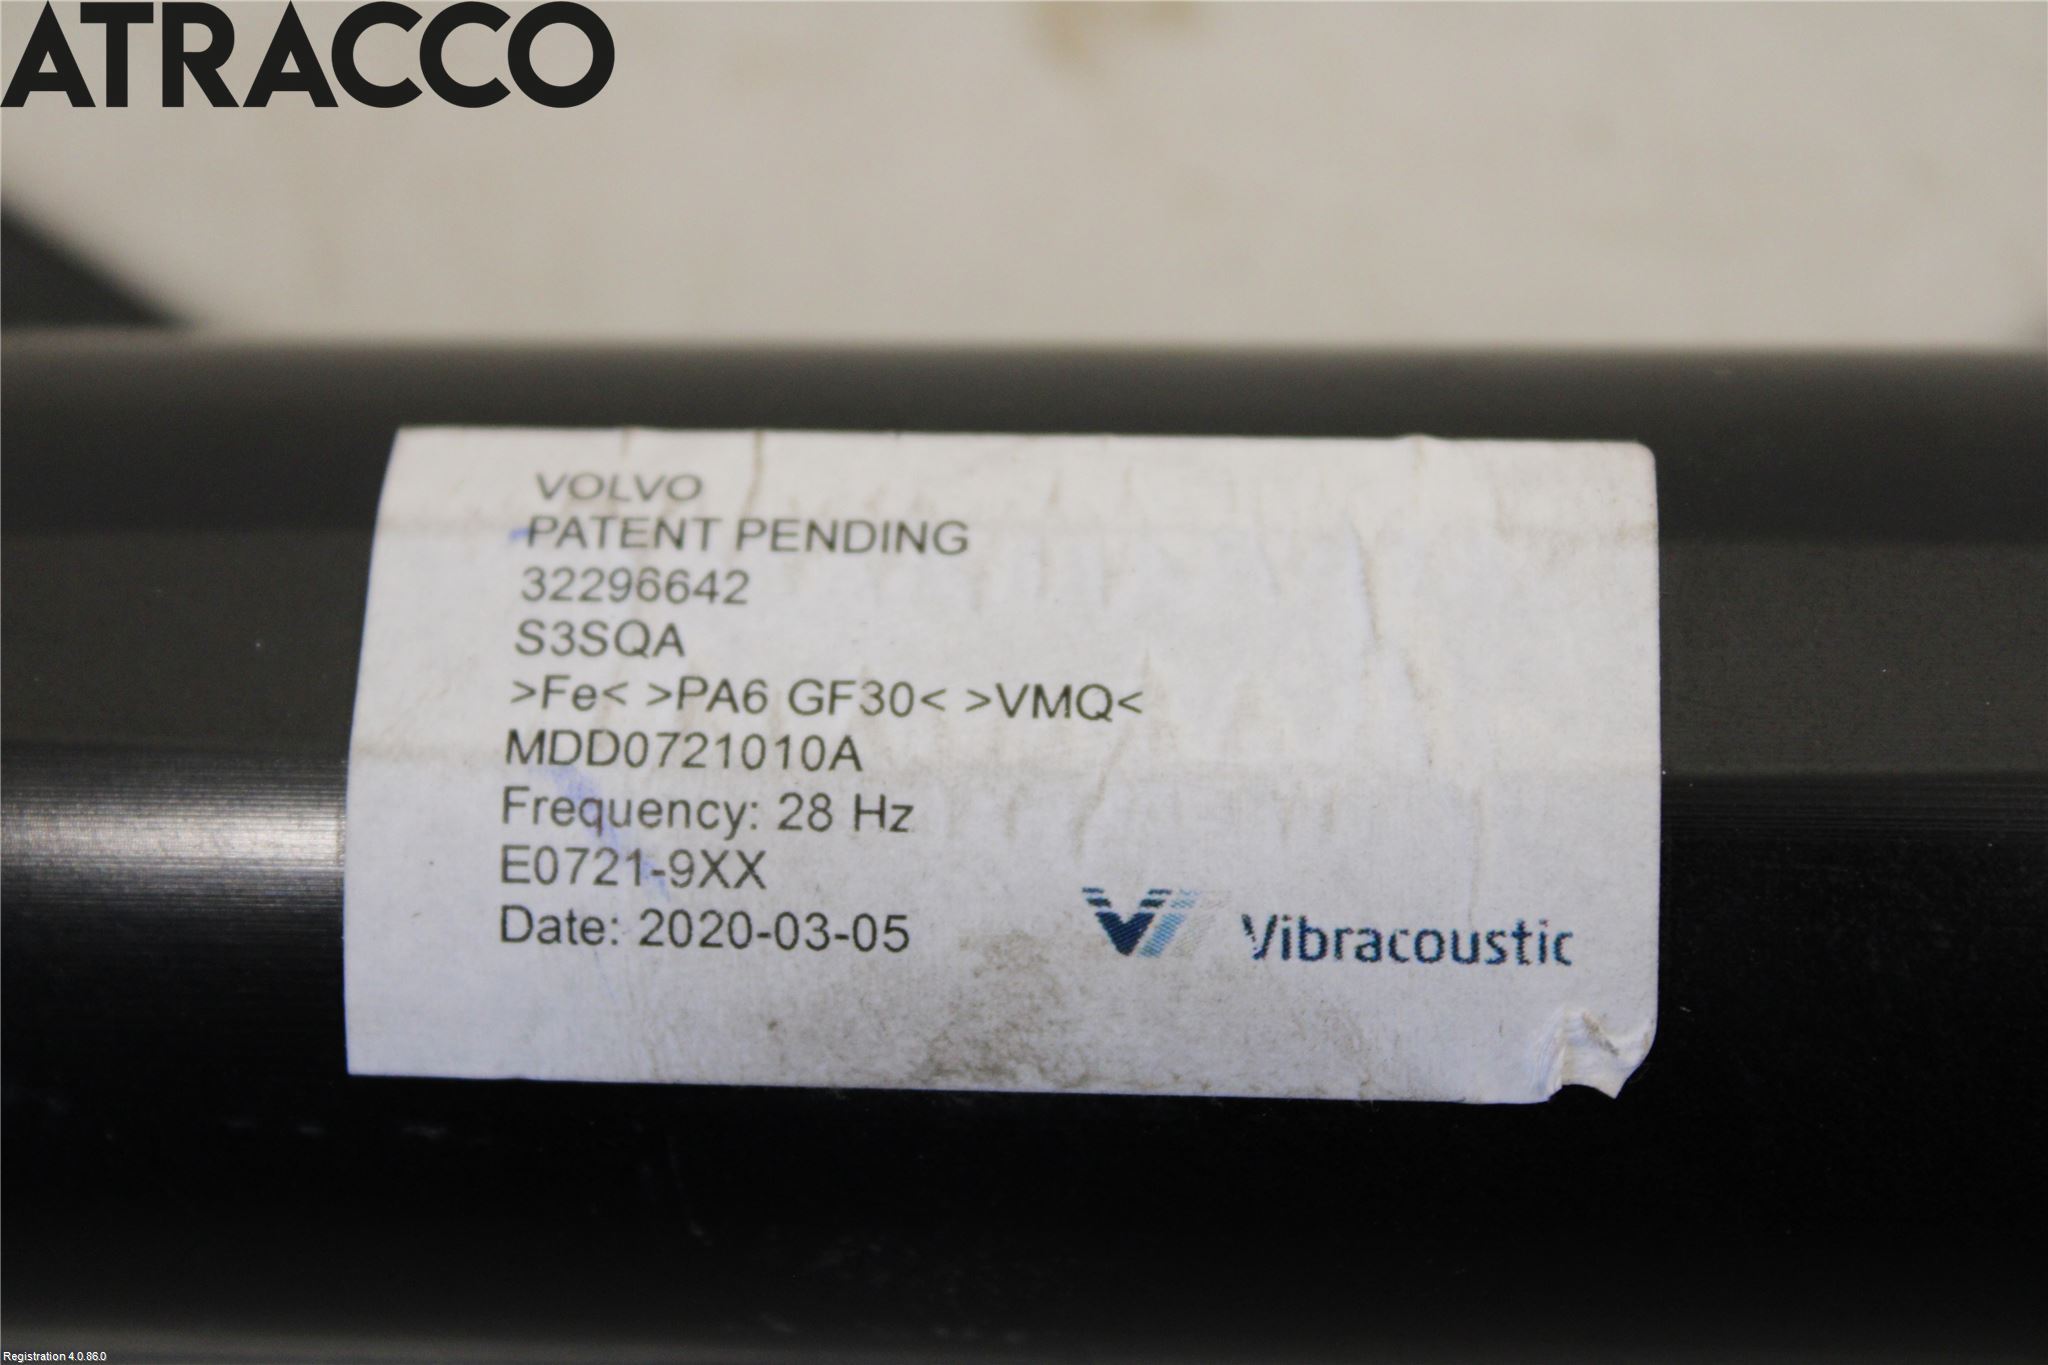 ATRACCO
VOLVO
PATENT PENDING
32296642
S3SQA
>Fe< >PA6 GF30< >VMQ<
MDD0721010A
Frequency: 28 Hz
E0721-9XX
Date: 2020-03-05
Vibracoustic
Registration 4.0.86.0